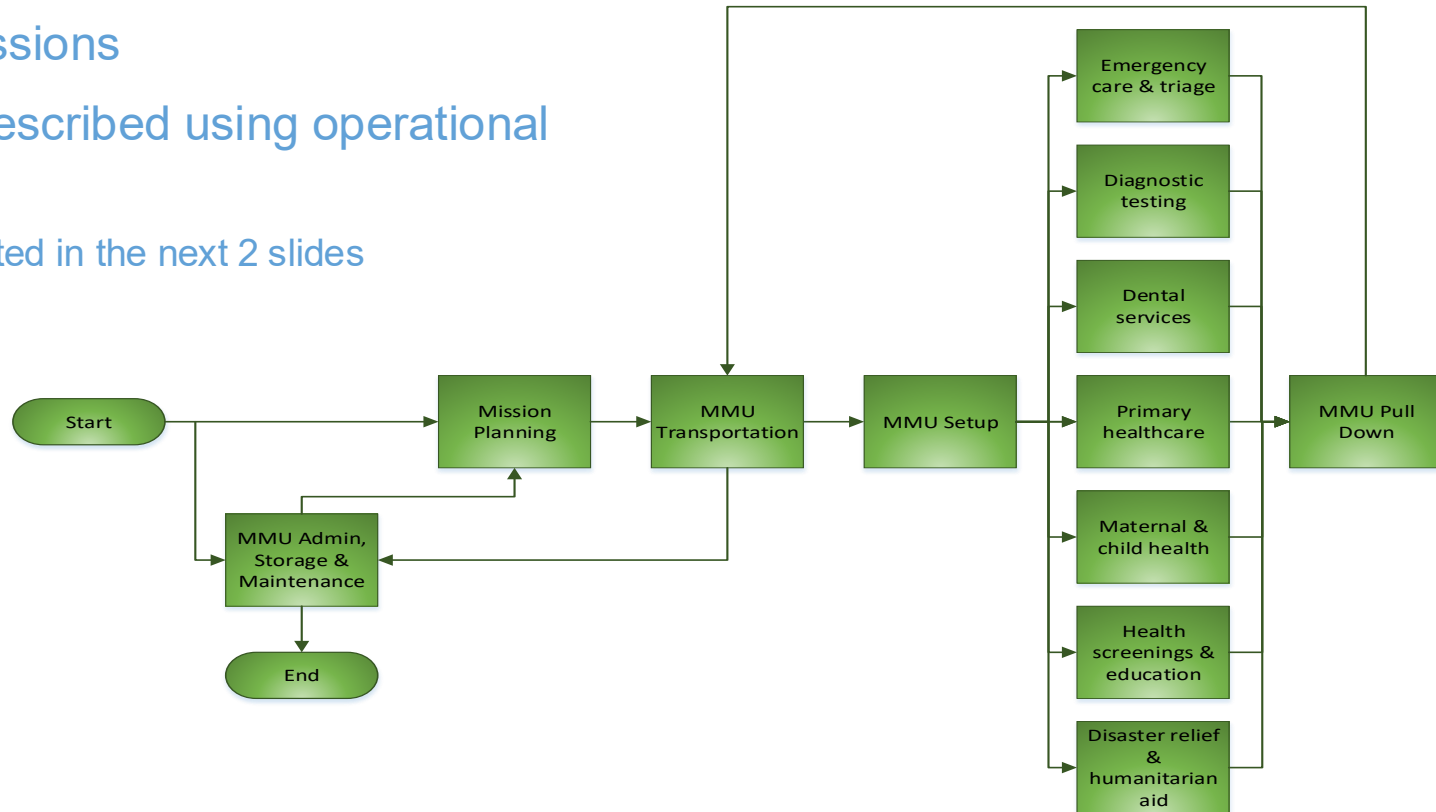 ssions
escribed using operational
ted in the next 2 slides
Emergency
care & triage
Diagnostic
testing
Dental
services
Start
Mission
Planning
MMU
Transportation
MMU Setup
Primary
healthcare
MMU Pull
Down
MMU Admin,
Storage &
Maintenance
Maternal &
child health
End
Health
screenings &
education
Disaster relief
&
humanitarian
aid